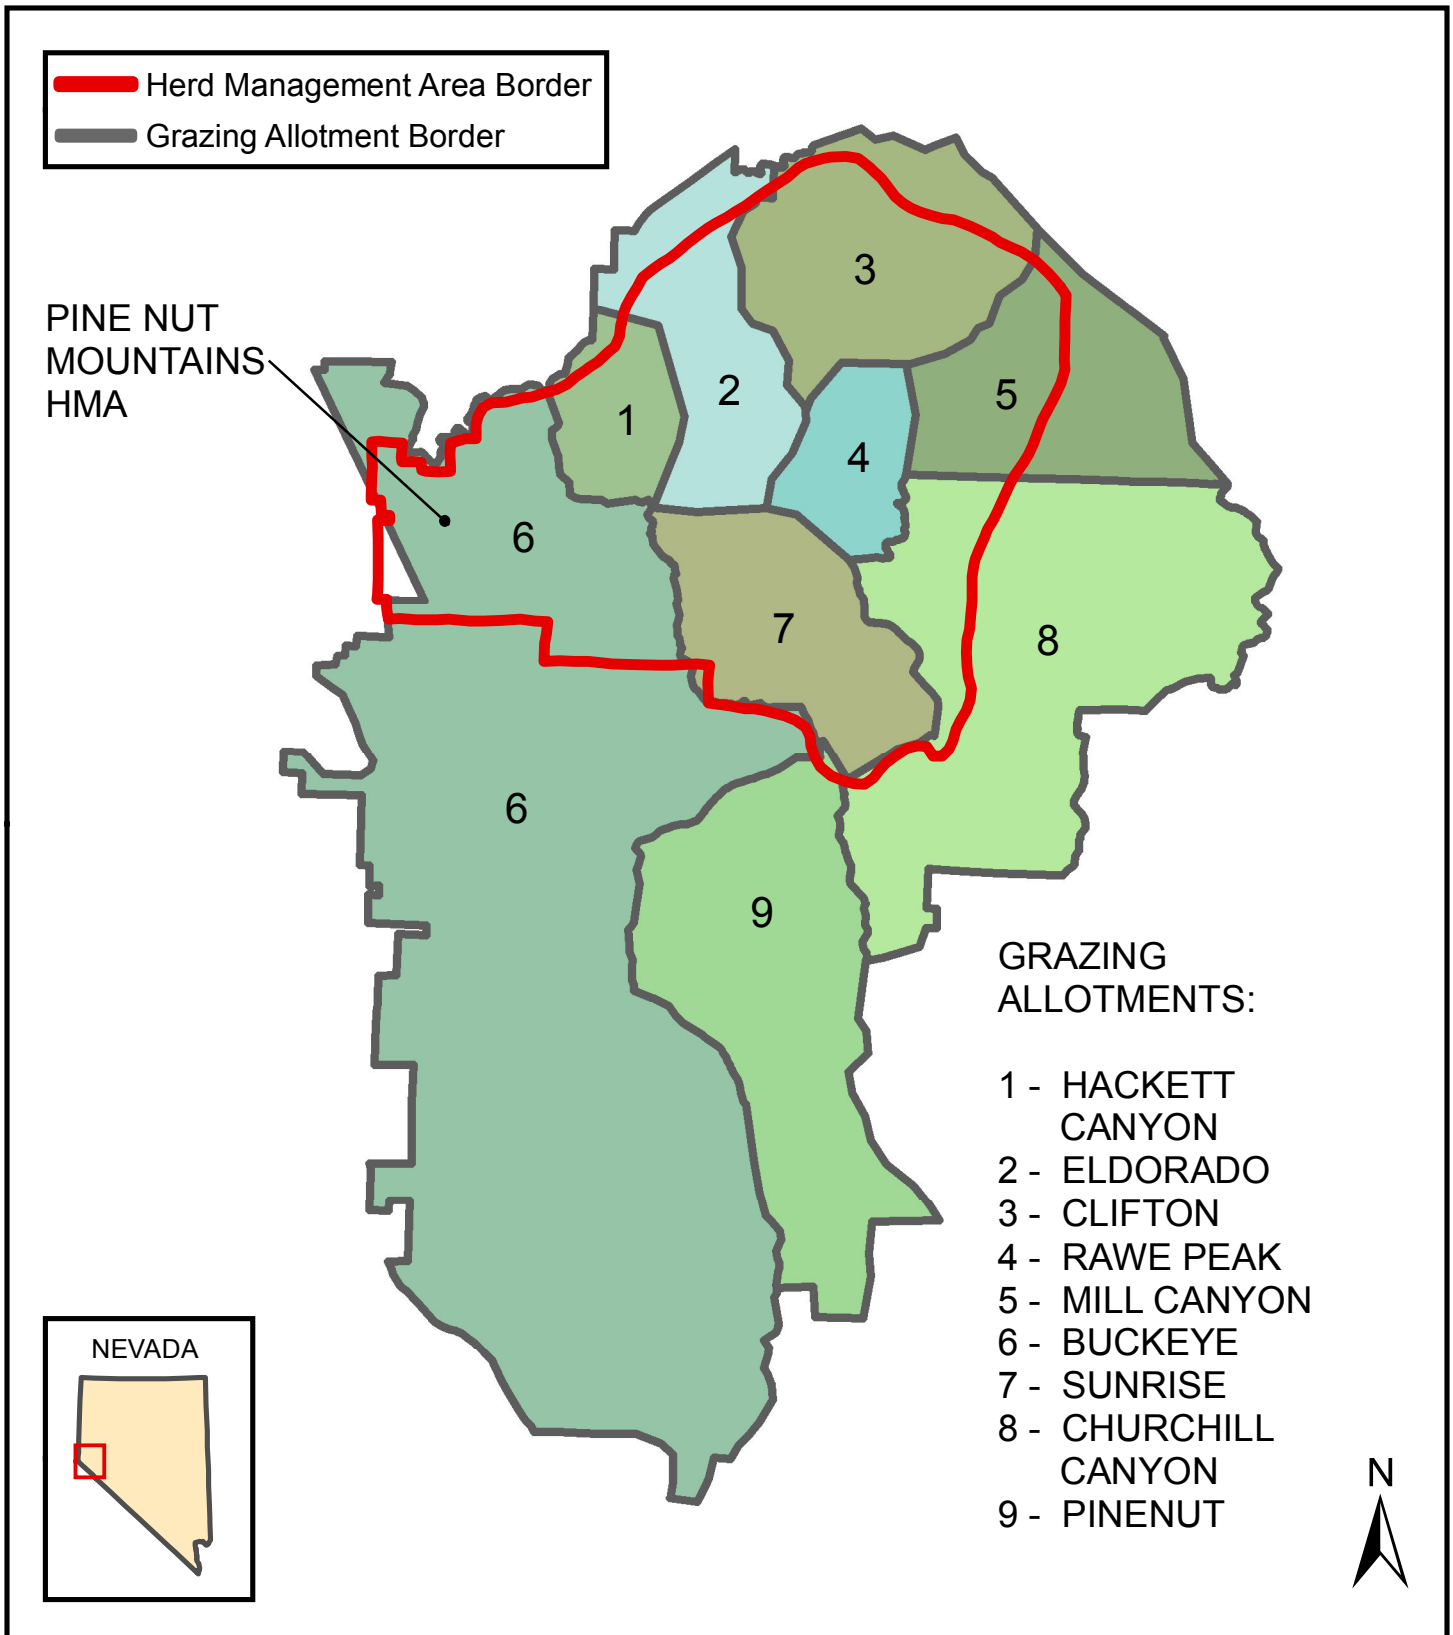 Herd Management Area Border
Grazing Allotment Border
PINE NUT
MOUNTAINS
HMA
3
2
5
1
4
6
7
8
6
9
GRAZING
ALLOTMENTS:
1 - HACKETT
CANYON
2 - ELDORADO
3 - CLIFTON
4 - RAWE PEAK
5 - MILL CANYON
6 - BUCKEYE
7 - SUNRISE
8 - CHURCHILL
CANYON
9 - PINENUT
NEVADA
N